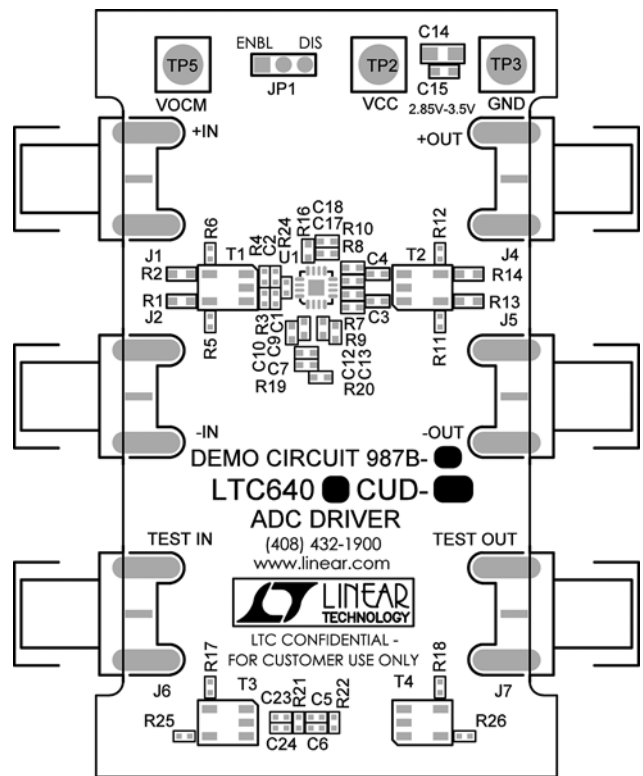 ENBL DIS
C14
TP5
TP2
TP3
JP1
C15
VOCM
VCC
2.85V-3.5V
GND
+IN
+OUT
R6
R4
C2
R24
R16
C18
C17
R10
R8
R12
J1
T1
U1
C4
T2
J4
R2
R14
R1
R13
J2
R3
C1
C3
J5
R5
R7
R9
R11
C10
C9
C7
C12
C13
R19
R20
-IN
-OUT
DEMO CIRCUIT 987B-
LTC640 CUD-
ADC DRIVER
TEST IN
TEST OUT
(408) 432-1900
www.linear.com
LINEAR
TECHNOLOGY
LTC CONFIDENTIAL -
FOR CUSTOMER USE ONLY
R17
R18
J6
T3
C23
R21
C5
R22
T4
J7
R25
C24
C6
R26